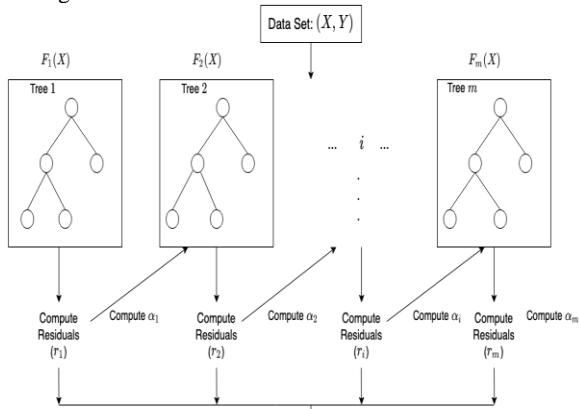 Data Set: (X, Y)
F₁(X) F₂(X) Fₘ(X)
Tree 1 Tree 2 Tree m
... i ...
.
.
.
Compute Residuals (r₁)
Compute α₁
Compute Residuals (r₂)
Compute α₂
Compute Residuals (rᵢ)
Compute αᵢ
Compute Residuals (rₘ)
Compute αₘ